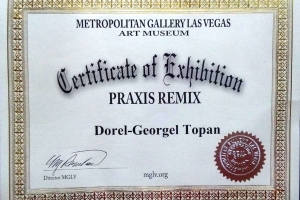 METROPOLITAN GALLERY LAS VEGAS
ART MUSEUM
Certificate of Exhibition
PRAXIS REMIX
Dorel-Georgel Topan
Director MGLV
mglv.org